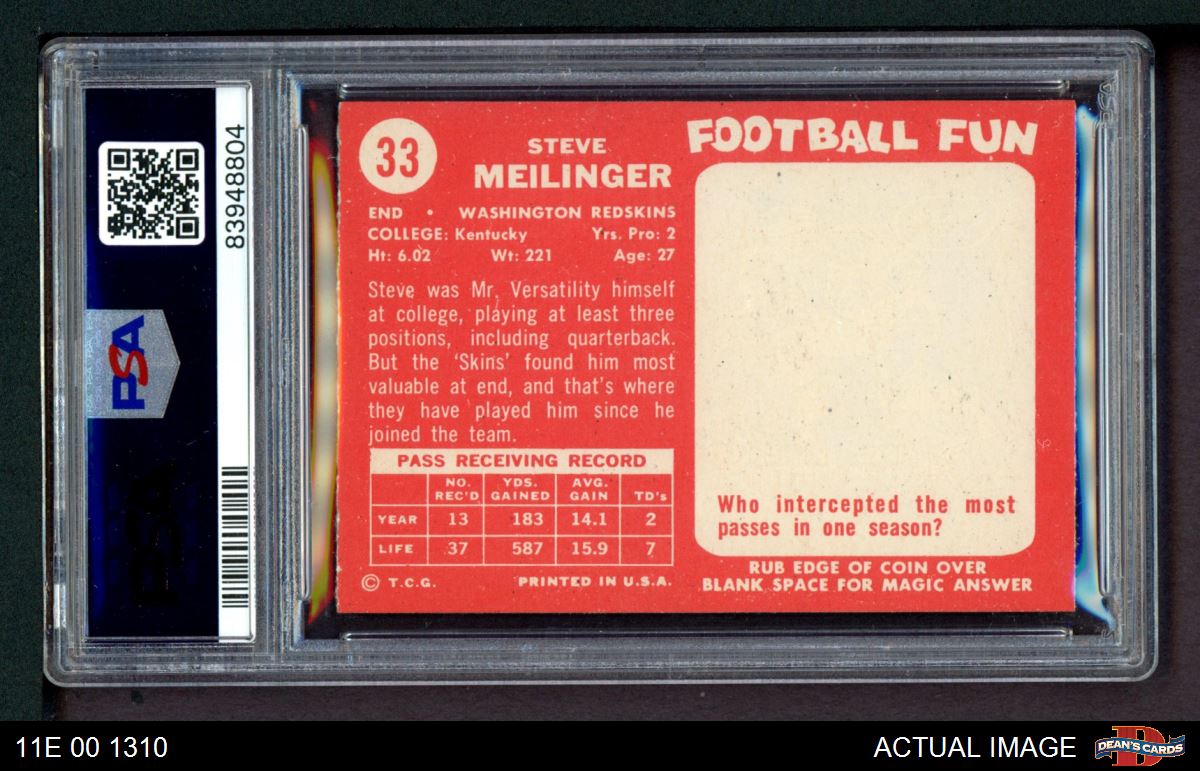 83948804
PSA
33
STEVE
MEILINGER
END • WASHINGTON REDSKINS
COLLEGE: Kentucky Yrs. Pro: 2
Ht: 6.02 Wt: 221 Age: 27
Steve was Mr. Versatility himself
at college, playing at least three
positions, including quarterback.
But the 'Skins' found him most
valuable at end, and that's where
they have played him since he
joined the team.
PASS RECEIVING RECORD
NO. REC'D YDS. GAINED AVG. GAIN TD's
YEAR 13 183 14.1 2
LIFE 37 587 15.9 7
© T.C.G. PRINTED IN U.S.A.
FOOTBALL FUN
Who intercepted the most
passes in one season?
RUB EDGE OF COIN OVER
BLANK SPACE FOR MAGIC ANSWER
11E 00 1310
ACTUAL IMAGE
DEAN'S CARDS